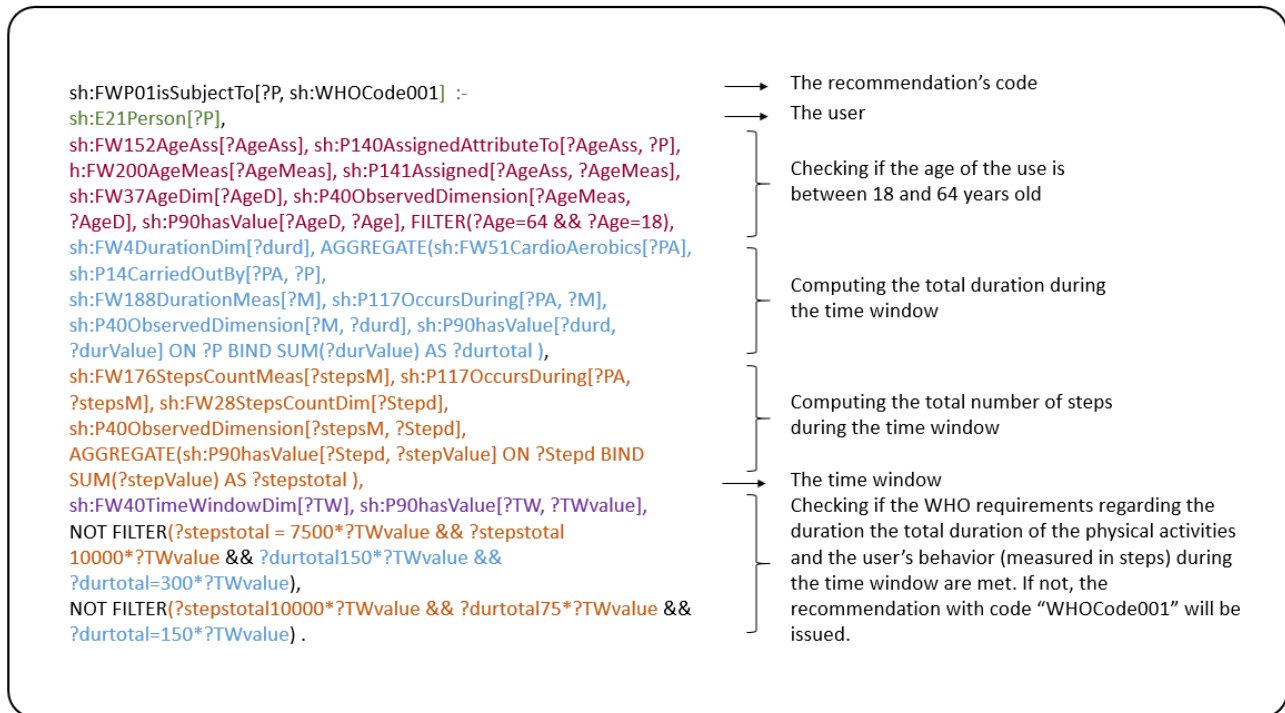 sh:FWP01isSubjectTo[?P, sh:WHOCode001]  :-
sh:E21Person[?P],
sh:FW152AgeAss[?AgeAss], sh:P140AssignedAttributeTo[?AgeAss, ?P],
h:FW200AgeMeas[?AgeMeas], sh:P141Assigned[?AgeAss, ?AgeMeas],
sh:FW37AgeDim[?AgeD], sh:P40ObservedDimension[?AgeMeas,
?AgeD], sh:P90hasValue[?AgeD, ?Age], FILTER(?Age=64 && ?Age=18),
sh:FW4DurationDim[?durd], AGGREGATE(sh:FW51CardioAerobics[?PA],
sh:P14CarriedOutBy[?PA, ?P],
sh:FW188DurationMeas[?M], sh:P117OccursDuring[?PA, ?M],
sh:P40ObservedDimension[?M, ?durd], sh:P90hasValue[?durd,
?durValue] ON ?P BIND SUM(?durValue) AS ?durtotal ),
sh:FW176StepsCountMeas[?stepsM], sh:P117OccursDuring[?PA,
?stepsM], sh:FW28StepsCountDim[?Stepd],
sh:P40ObservedDimension[?stepsM, ?Stepd],
AGGREGATE(sh:P90hasValue[?Stepd, ?stepValue] ON ?Stepd BIND
SUM(?stepValue) AS ?stepstotal ),
sh:FW40TimeWindowDim[?TW], sh:P90hasValue[?TW, ?TWvalue],
NOT FILTER(?stepstotal = 7500*?TWvalue && ?stepstotal
10000*?TWvalue && ?durtotal150*?TWvalue &&
?durtotal=300*?TWvalue),
NOT FILTER(?stepstotal10000*?TWvalue && ?durtotal75*?TWvalue &&
?durtotal=150*?TWvalue) .
The recommendation's code
The user
Checking if the age of the use is
between 18 and 64 years old
Computing the total duration during
the time window
Computing the total number of steps
during the time window
The time window
Checking if the WHO requirements regarding the
duration the total duration of the physical activities
and the user's behavior (measured in steps) during
the time window are met. If not, the
recommendation with code "WHOCode001" will be
issued.